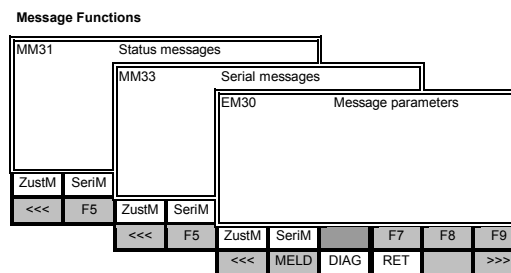 Message Functions
MM31 Status messages
MM33 Serial messages
EM30 Message parameters
ZustM SeriM
<<< F5 ZustM SeriM
<<< F5 ZustM SeriM F7 F8 F9
<<< MELD DIAG RET >>>